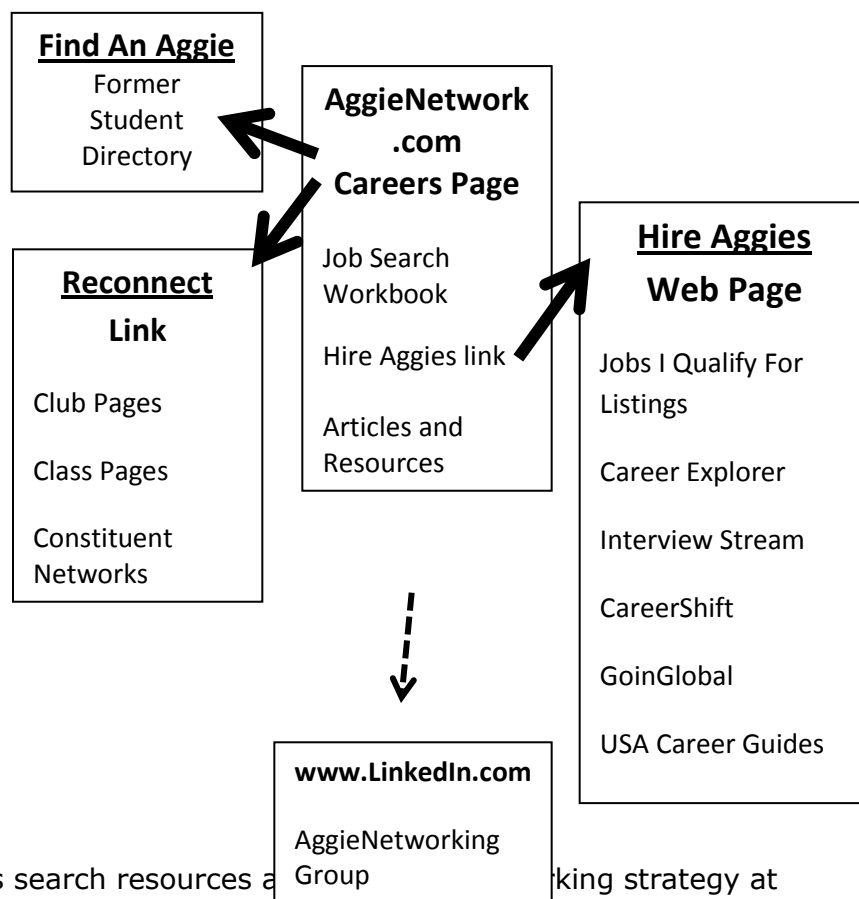 Find An Aggie
Former
Student
Directory
AggieNetwork
.com
Careers Page
Job Search
Workbook
Hire Aggies link
Articles and
Resources
Reconnect
Link
Club Pages
Class Pages
Constituent
Networks
Hire Aggies
Web Page
Jobs I Qualify For
Listings
Career Explorer
Interview Stream
CareerShift
GoinGlobal
USA Career Guides
www.LinkedIn.com
AggieNetworking
Group
search resources
strategy at